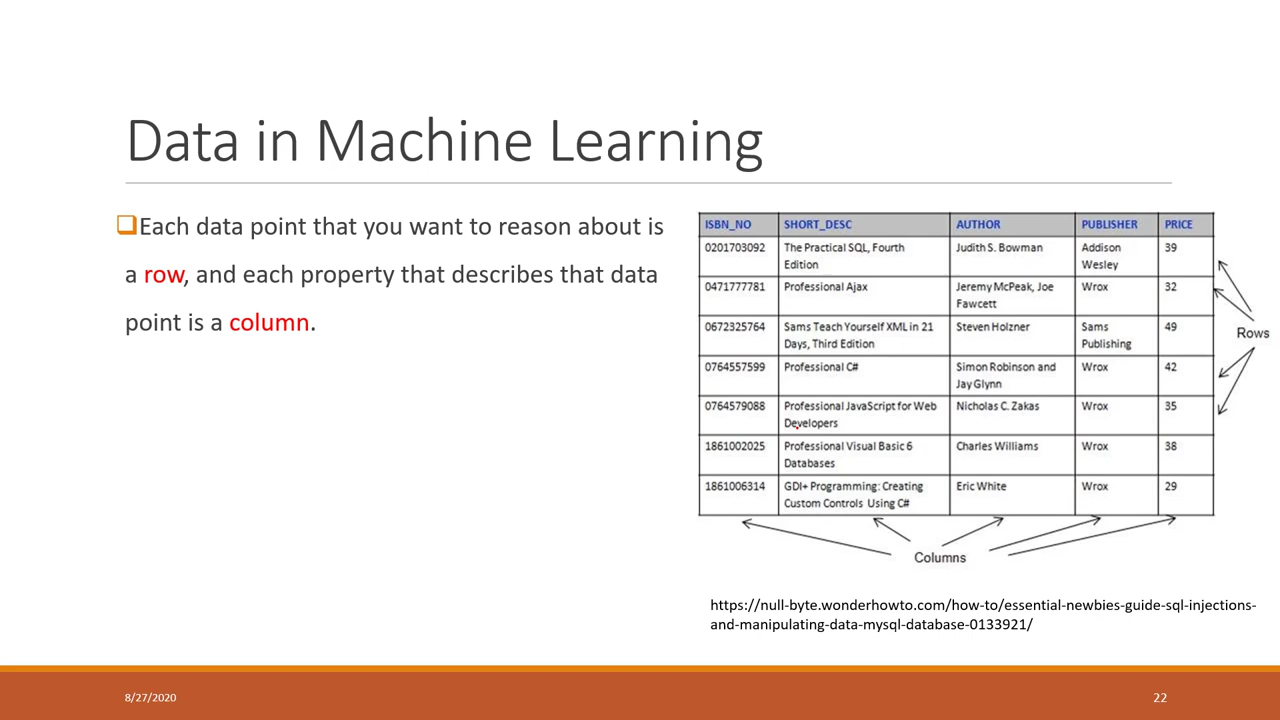 Data in Machine Learning
Each data point that you want to reason about is
a row, and each property that describes that data
point is a column.
ISBN_NO SHORT_DESC AUTHOR PUBLISHER PRICE
0201703092 The Practical SQL, Fourth Edition Judith S. Bowman Addison Wesley 39
0471777781 Professional Ajax Jeremy McPeak, Joe Fawcett Wrox 32
0672325764 Sams Teach Yourself XML in 21 Days, Third Edition Steven Holzner Sams Publishing 49
0764557599 Professional C# Simon Robinson and Jay Glynn Wrox 42
0764579088 Professional JavaScript for Web Developers Nicholas C. Zakas Wrox 35
1861002025 Professional Visual Basic 6 Databases Charles Williams Wrox 38
1861006314 GDI+ Programming: Creating Custom Controls Using C# Eric White Wrox 29
Rows
Columns
https://null-byte.wonderhowto.com/how-to/essential-newbies-guide-sql-injections-
and-manipulating-data-mysql-database-0133921/
8/27/2020
22